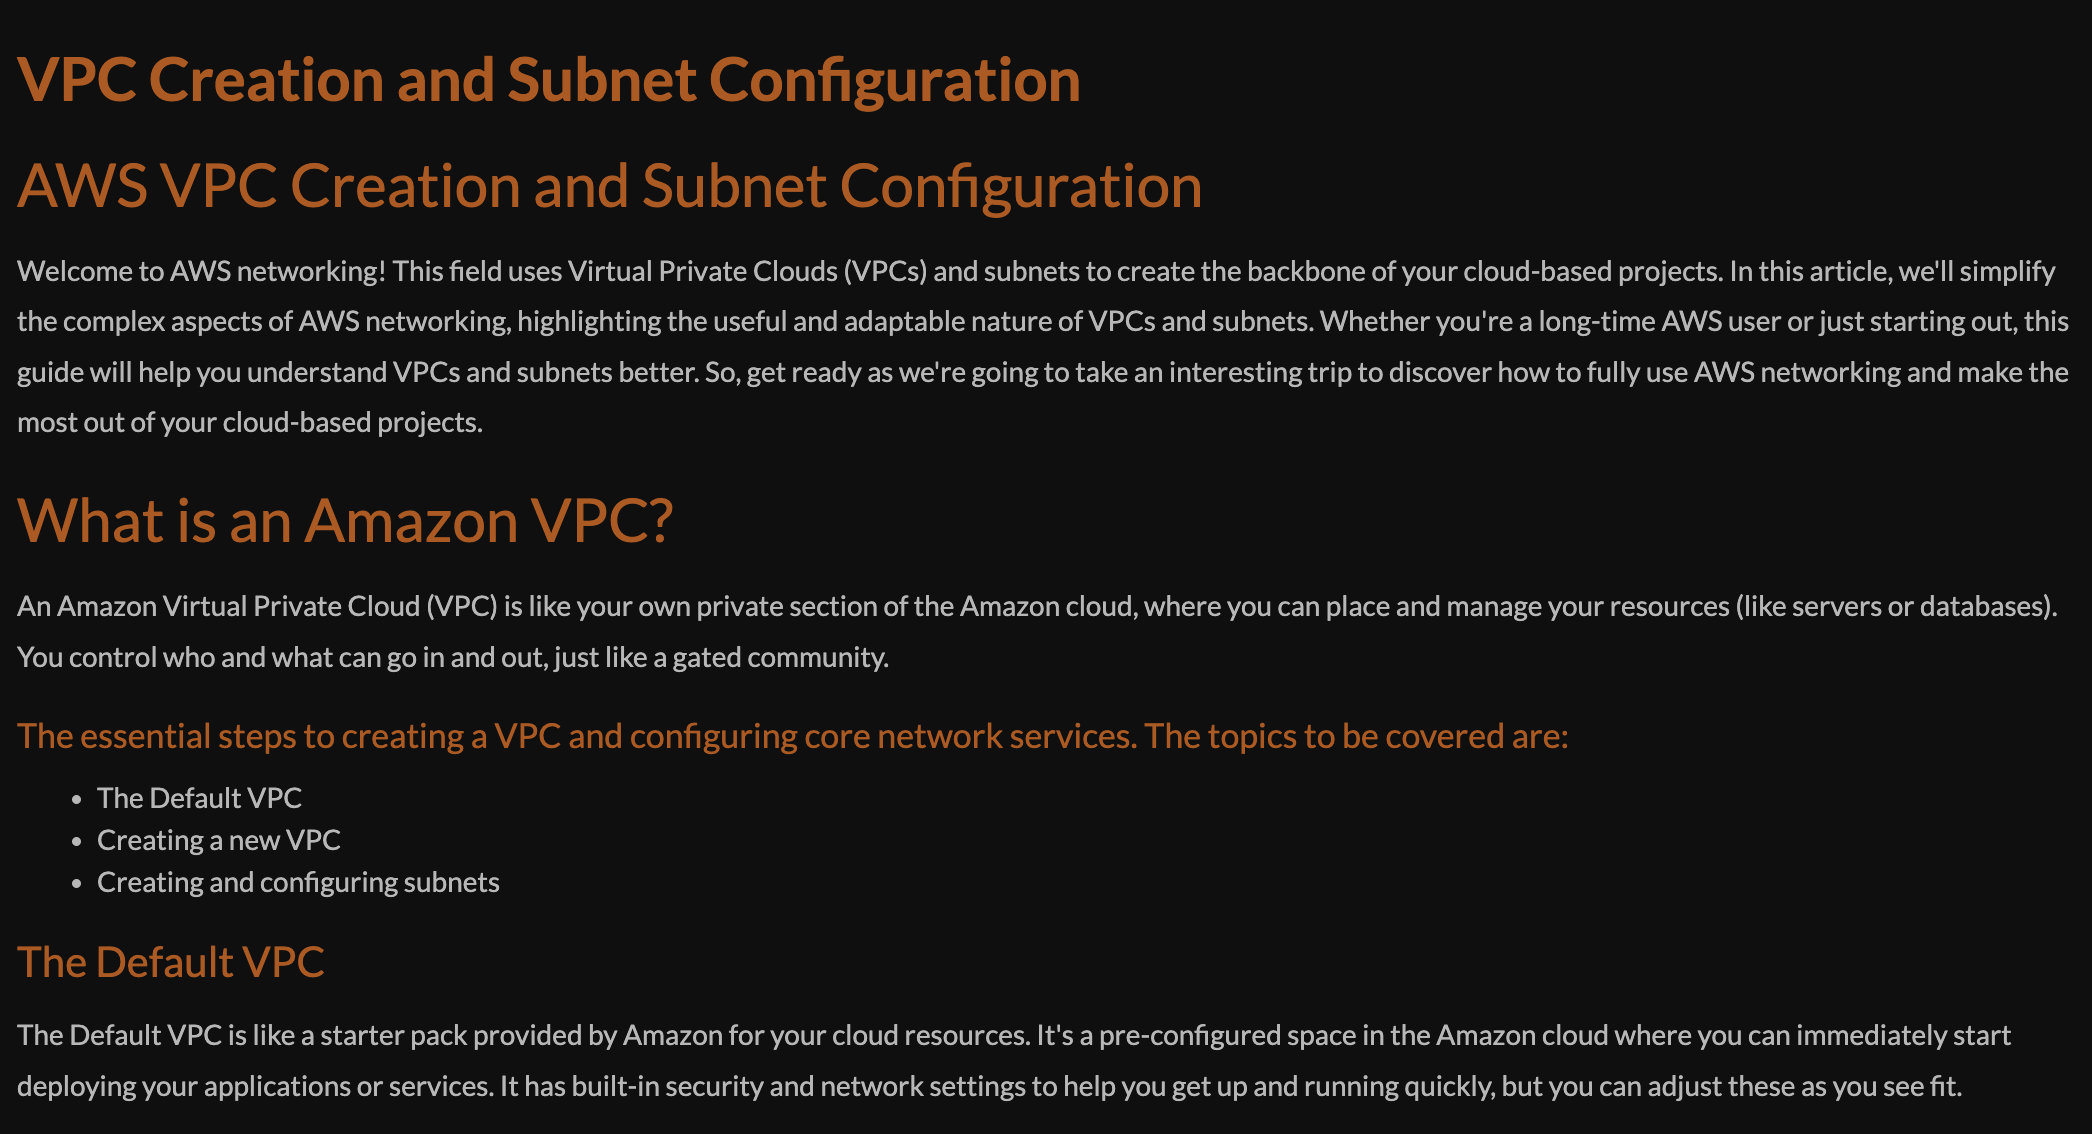 VPC Creation and Subnet Configuration
AWS VPC Creation and Subnet Configuration
Welcome to AWS networking! This field uses Virtual Private Clouds (VPCs) and subnets to create the backbone of your cloud-based projects. In this article, we'll simplify
the complex aspects of AWS networking, highlighting the useful and adaptable nature of VPCs and subnets. Whether you're a long-time AWS user or just starting out, this
guide will help you understand VPCs and subnets better. So, get ready as we're going to take an interesting trip to discover how to fully use AWS networking and make the
most out of your cloud-based projects.
What is an Amazon VPC?
An Amazon Virtual Private Cloud (VPC) is like your own private section of the Amazon cloud, where you can place and manage your resources (like servers or databases).
You control who and what can go in and out, just like a gated community.
The essential steps to creating a VPC and configuring core network services. The topics to be covered are:
• The Default VPC
• Creating a new VPC
• Creating and configuring subnets
The Default VPC
The Default VPC is like a starter pack provided by Amazon for your cloud resources. It's a pre-configured space in the Amazon cloud where you can immediately start
deploying your applications or services. It has built-in security and network settings to help you get up and running quickly, but you can adjust these as you see fit.